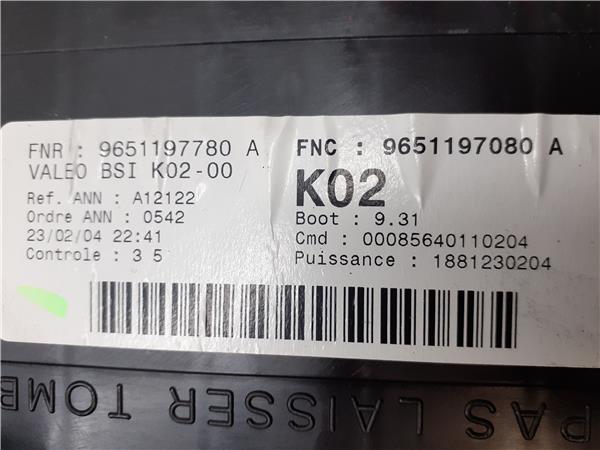 FNR : 9651197780 A
VALEO BSI K02-00
Ref. ANN : A12122
Ordre ANN : 0542
23/02/04 22:41
Controle : 3 5
FNC : 9651197080 A
K02
Boot : 9.31
Cmd : 00085640110204
Puissance : 1881230204
PAS LAISSER TOMB